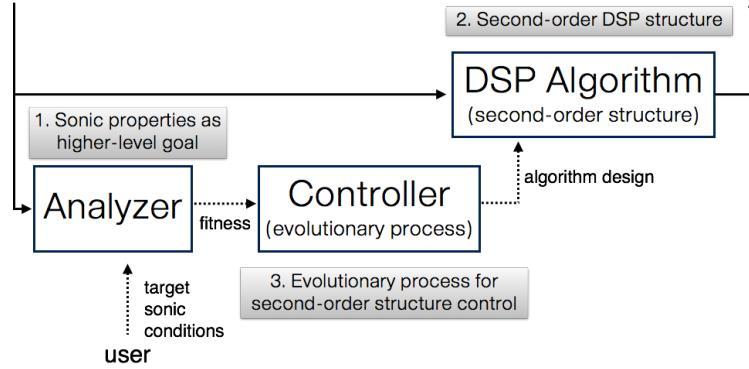 2. Second-order DSP structure
DSP Algorithm
(second-order structure)
1. Sonic properties as
higher-level goal
algorithm design
Analyzer
fitness
Controller
(evolutionary process)
3. Evolutionary process for
second-order structure control
target
sonic
conditions
user